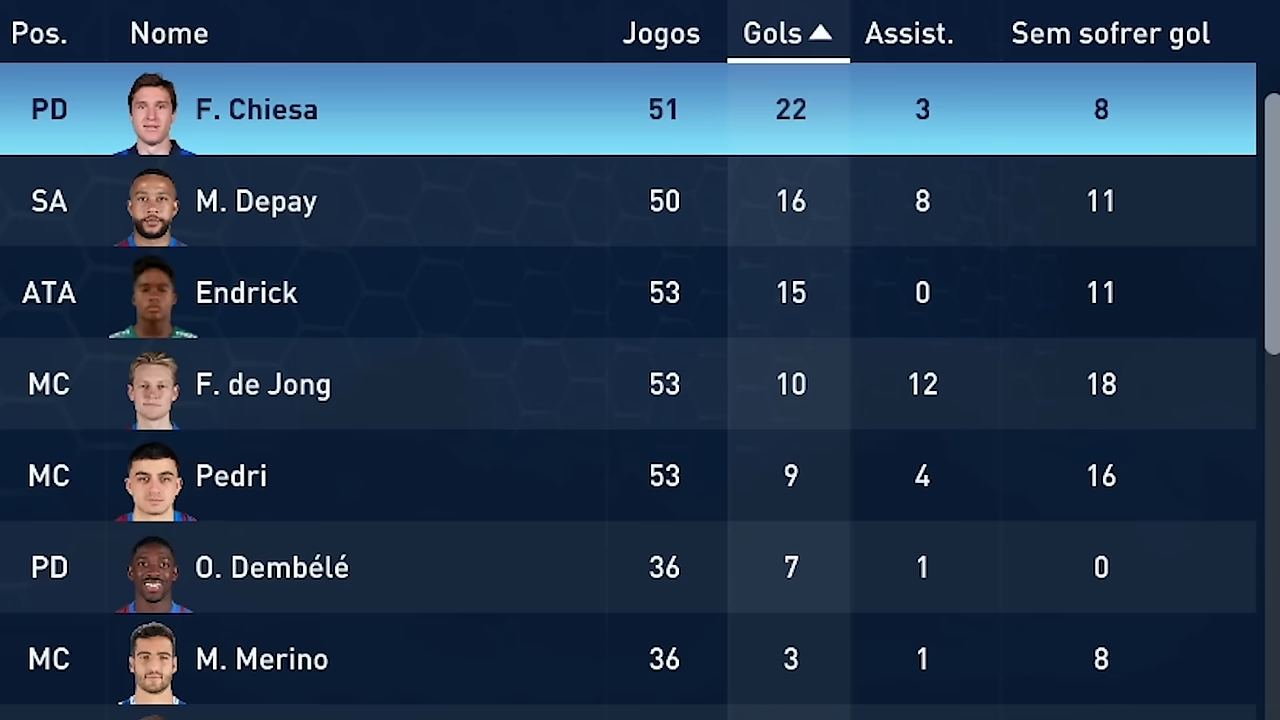 Pos. Nome Jogos Gols Assist. Sem sofrer gol
PD F. Chiesa 51 22 3 8
SA M. Depay 50 16 8 11
ATA Endrick 53 15 0 11
MC F. de Jong 53 10 12 18
MC Pedri 53 9 4 16
PD O. Dembélé 36 7 1 0
MC M. Merino 36 3 1 8